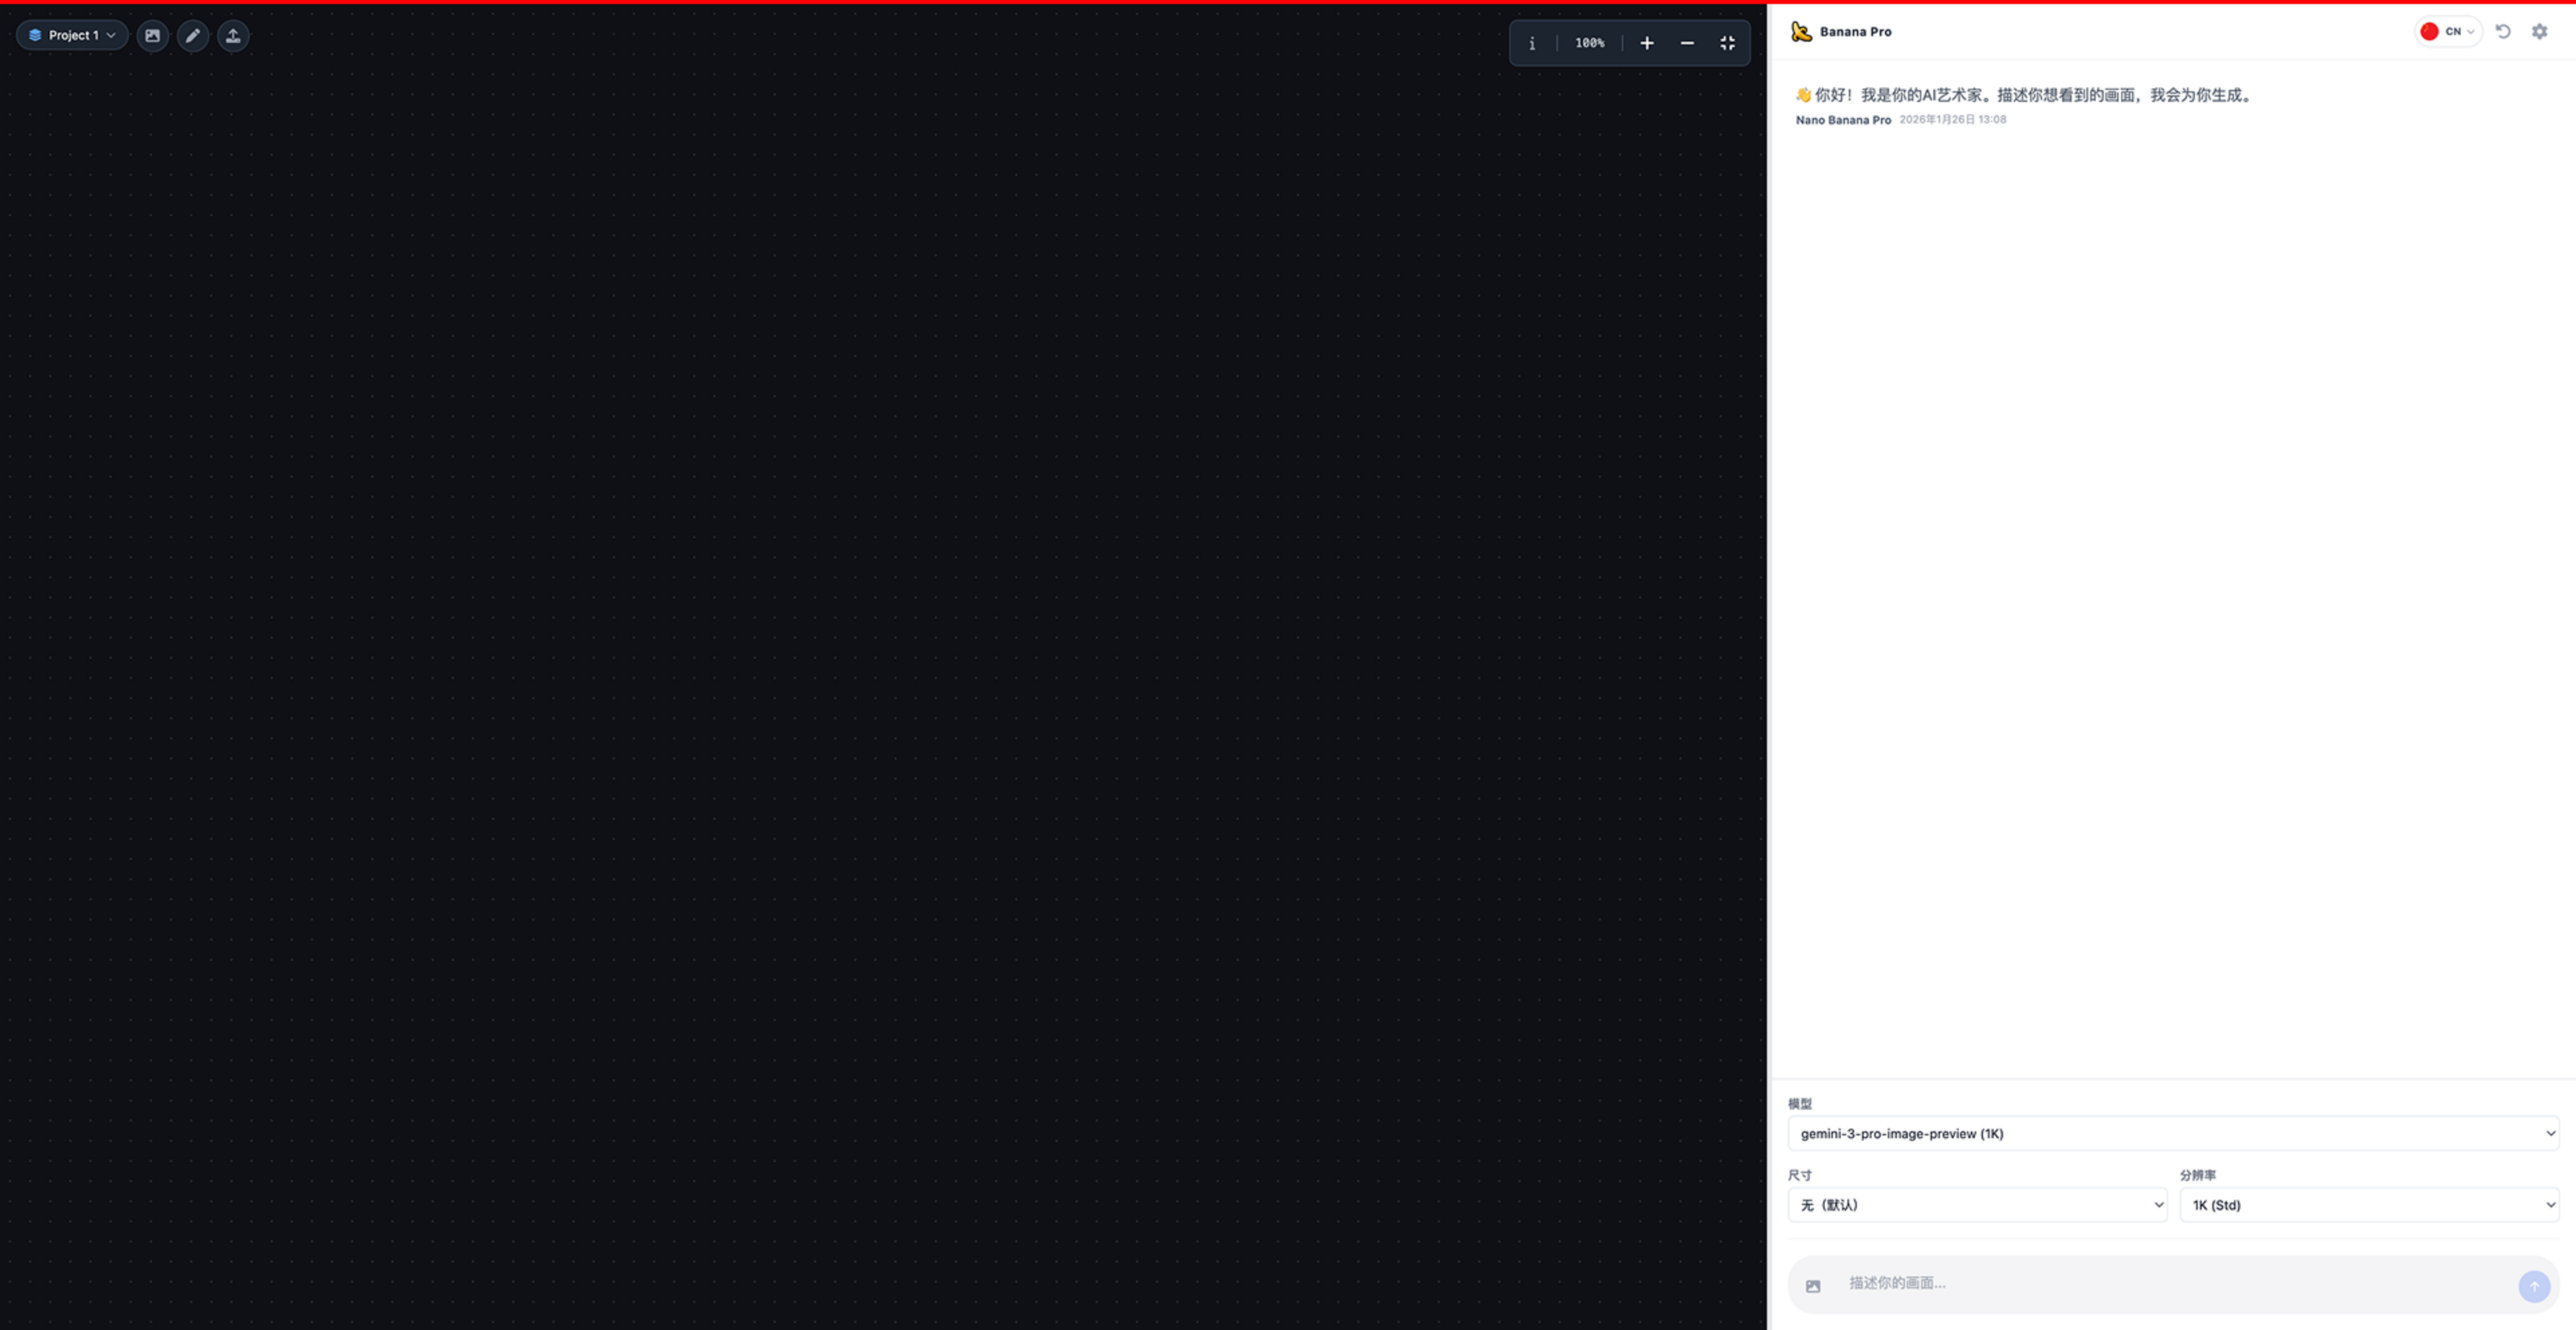 Project 1
i
100%
Banana Pro
CN
👋 你好！我是你的AI艺术家。描述你想看到的画面，我会为你生成。
Nano Banana Pro 2026年1月26日 13:08
模型
gemini-3-pro-image-preview (1K)
尺寸
分辨率
无（默认）
1K (Std)
描述你的画面...